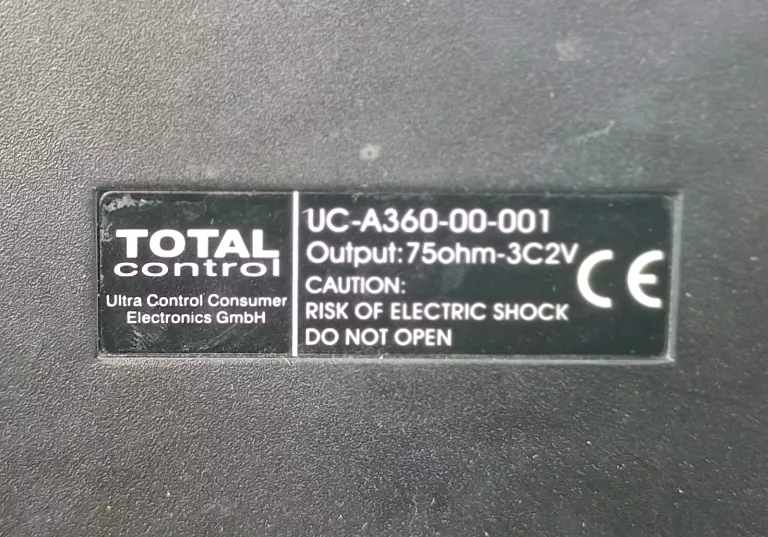 TOTAL
control
Ultra Control Consumer
Electronics GmbH
UC-A360-00-001
Output:75ohm-3C2V
CAUTION:
RISK OF ELECTRIC SHOCK
DO NOT OPEN
CE